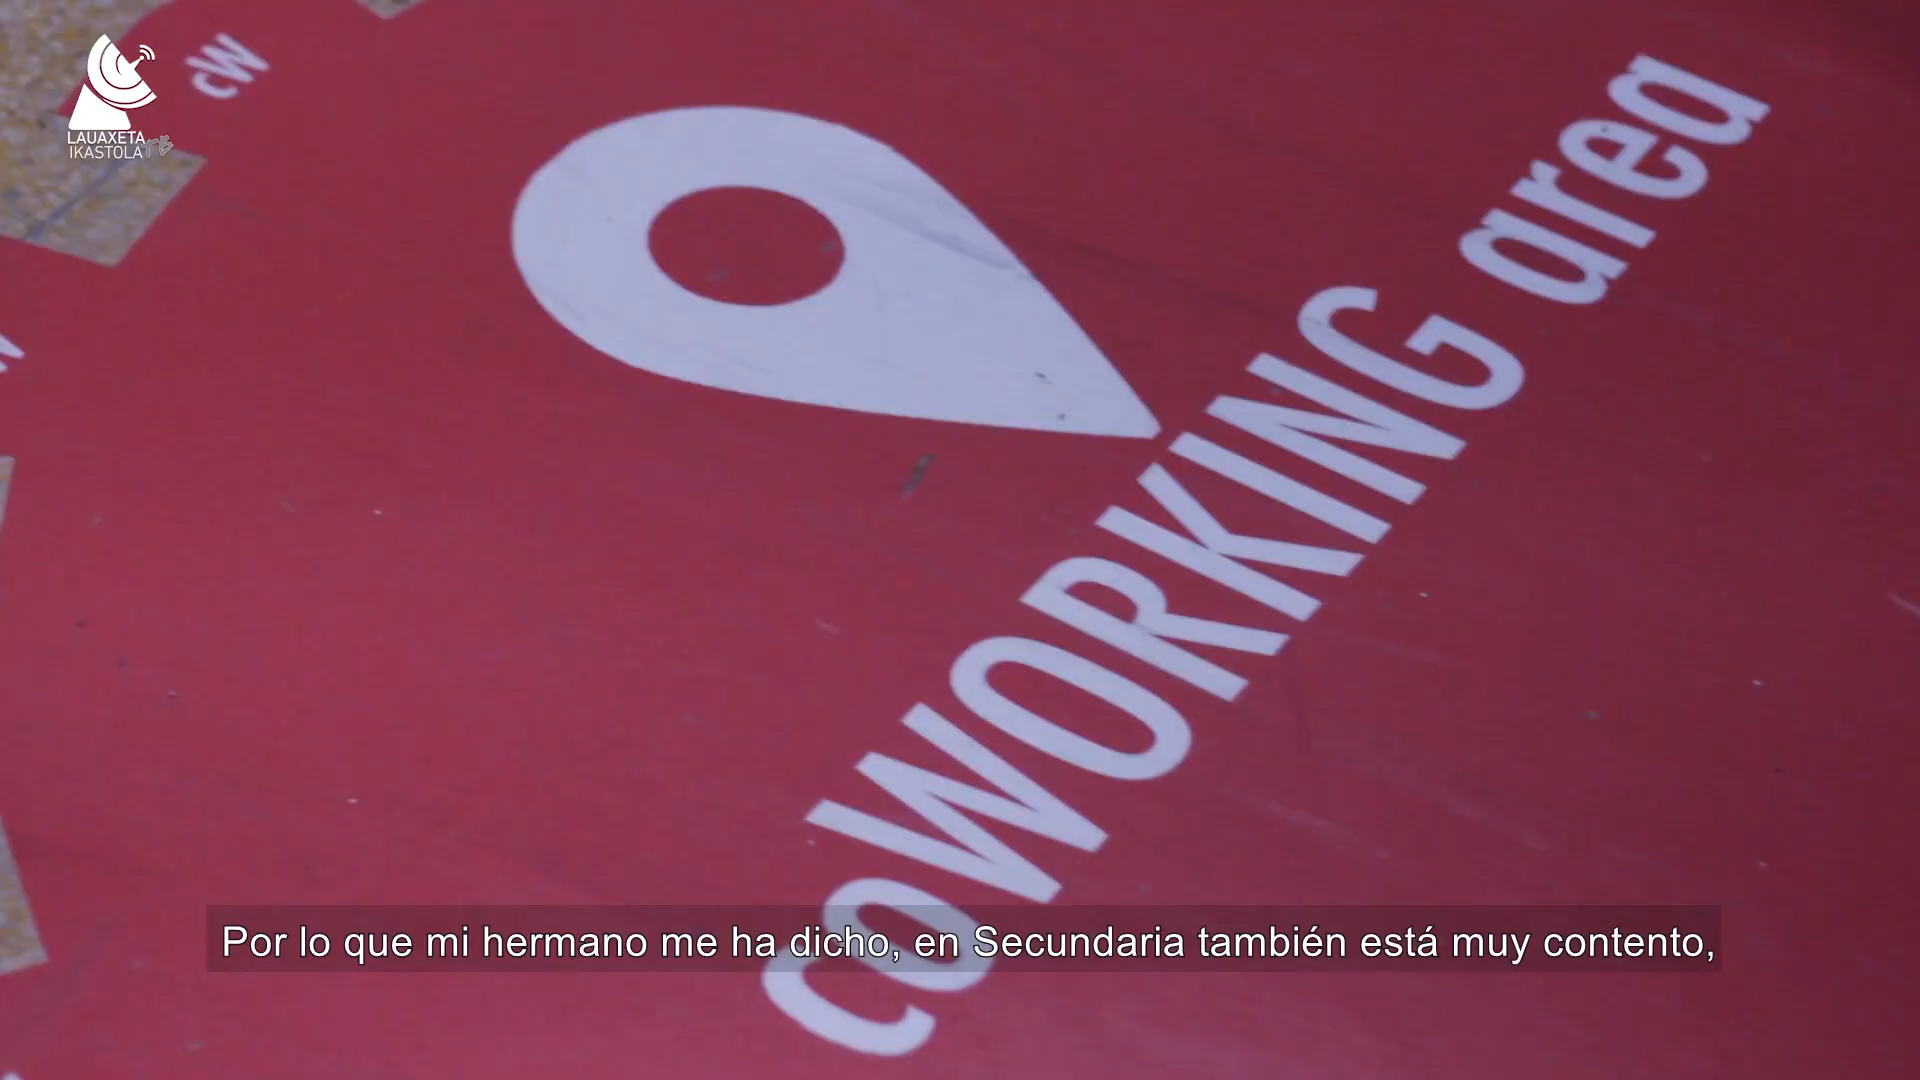 cW
LAUAXETA
IKASTOLA TB
coWORKING area
Por lo que mi hermano me ha dicho, en Secundaria también está muy contento,